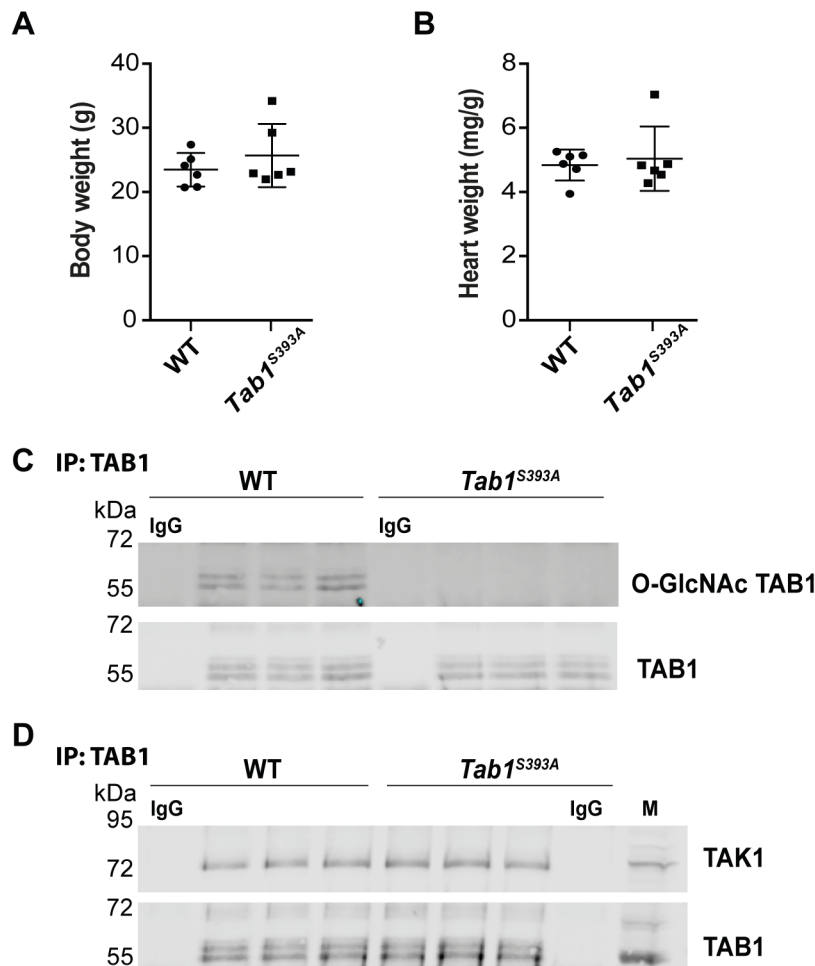 A
B
40
30
20
10
0
Body weight (g)
WT
Tab1S393A
8
6
4
2
0
Heart weight (mg/g)
WT
Tab1S393A
C
IP: TAB1
WT
Tab1S393A
kDa
IgG
IgG
72
55
O-GlcNAc TAB1
72
55
TAB1
D
IP: TAB1
WT
Tab1S393A
kDa
IgG
IgG
M
95
72
TAK1
72
55
TAB1